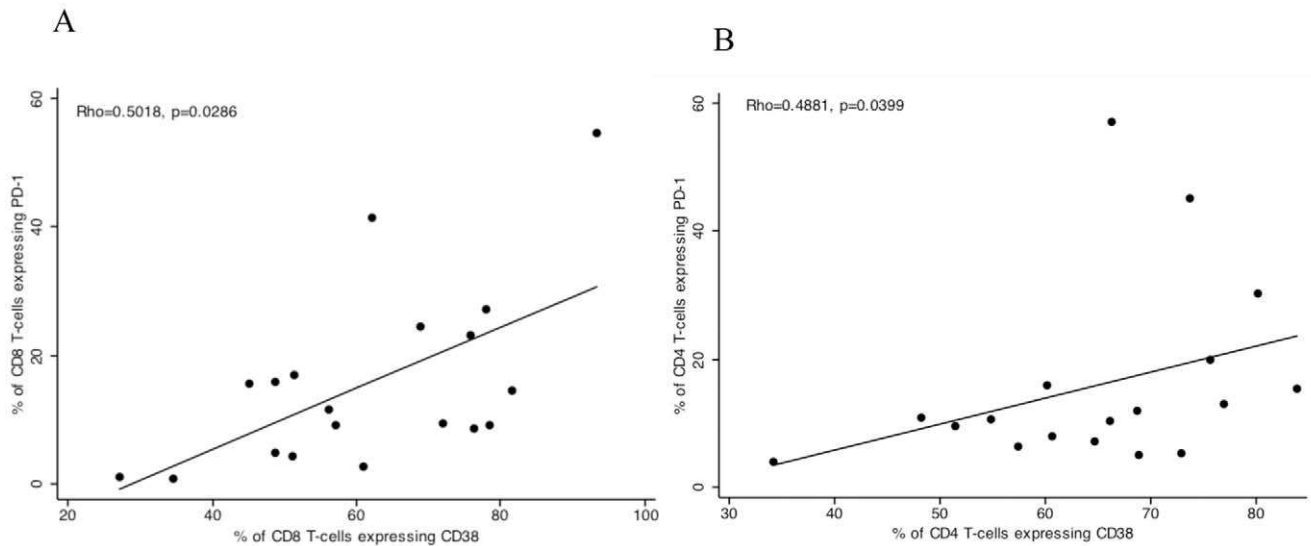 A
Rho=0.5018, p=0.0286
% of CD8 T-cells expressing PD-1
60
40
20
0
20 40 60 80 100
% of CD8 T-cells expressing CD38
B
Rho=0.4881, p=0.0399
% of CD4 T-cells expressing PD-1
60
40
20
0
30 40 50 60 70 80
% of CD4 T-cells expressing CD38